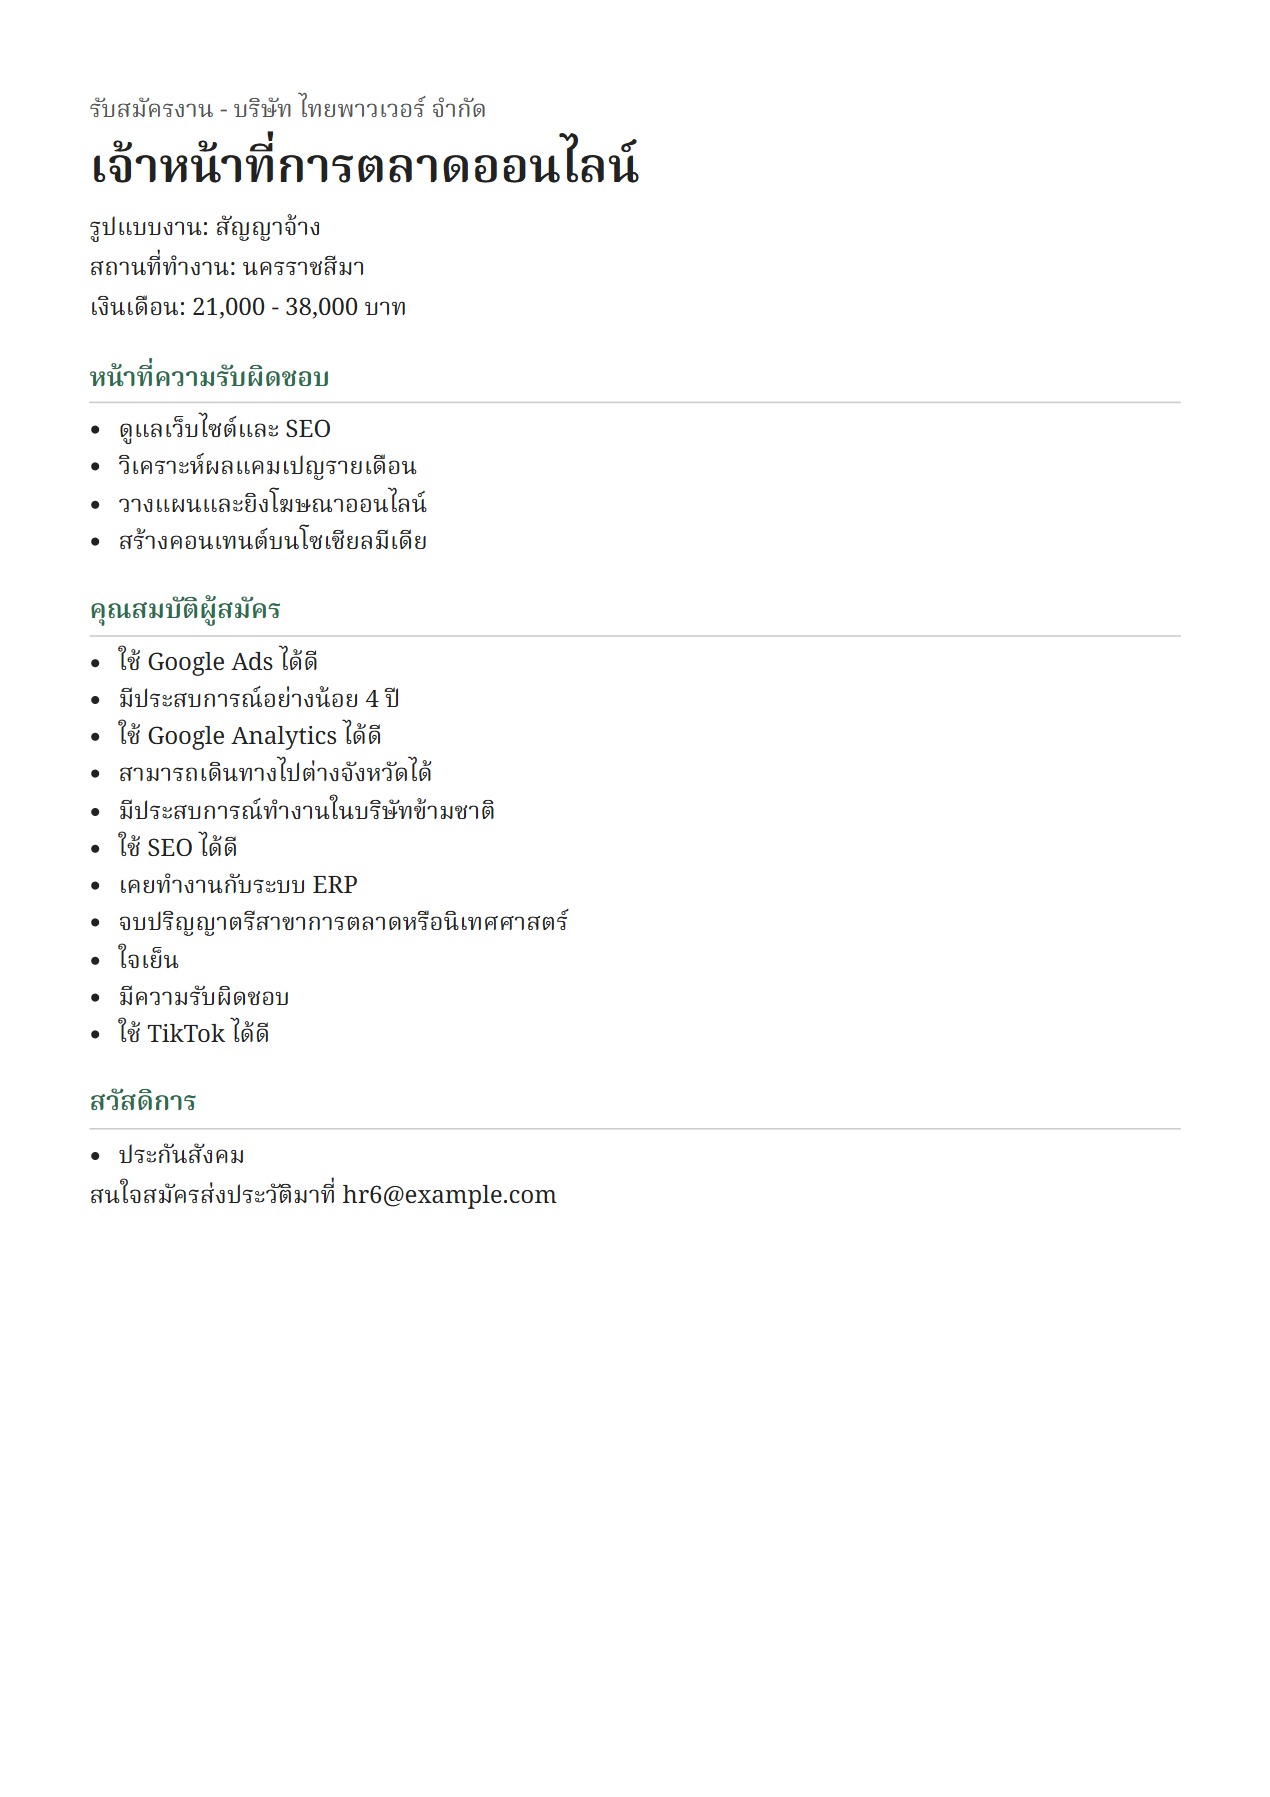 รับสมัครงาน - บริษัท ไทยพาวเวอร์ จำกัด
เจ้าหน้าที่การตลาดออนไลน์
รูปแบบงาน: สัญญาจ้าง
สถานที่ทำงาน: นครราชสีมา
เงินเดือน: 21,000 - 38,000 บาท
หน้าที่ความรับผิดชอบ
• ดูแลเว็บไซต์และ SEO
• วิเคราะห์ผลแคมเปญรายเดือน
• วางแผนและยิงโฆษณาออนไลน์
• สร้างคอนเทนต์บนโซเชียลมีเดีย
คุณสมบัติผู้สมัคร
• ใช้ Google Ads ได้ดี
• มีประสบการณ์อย่างน้อย 4 ปี
• ใช้ Google Analytics ได้ดี
• สามารถเดินทางไปต่างจังหวัดได้
• มีประสบการณ์ทำงานในบริษัทข้ามชาติ
• ใช้ SEO ได้ดี
• เคยทำงานกับระบบ ERP
• จบปริญญาตรีสาขาการตลาดหรือนิเทศศาสตร์
• ใจเย็น
• มีความรับผิดชอบ
• ใช้ TikTok ได้ดี
สวัสดิการ
• ประกันสังคม
สนใจสมัครส่งประวัติมาที่ hr6@example.com